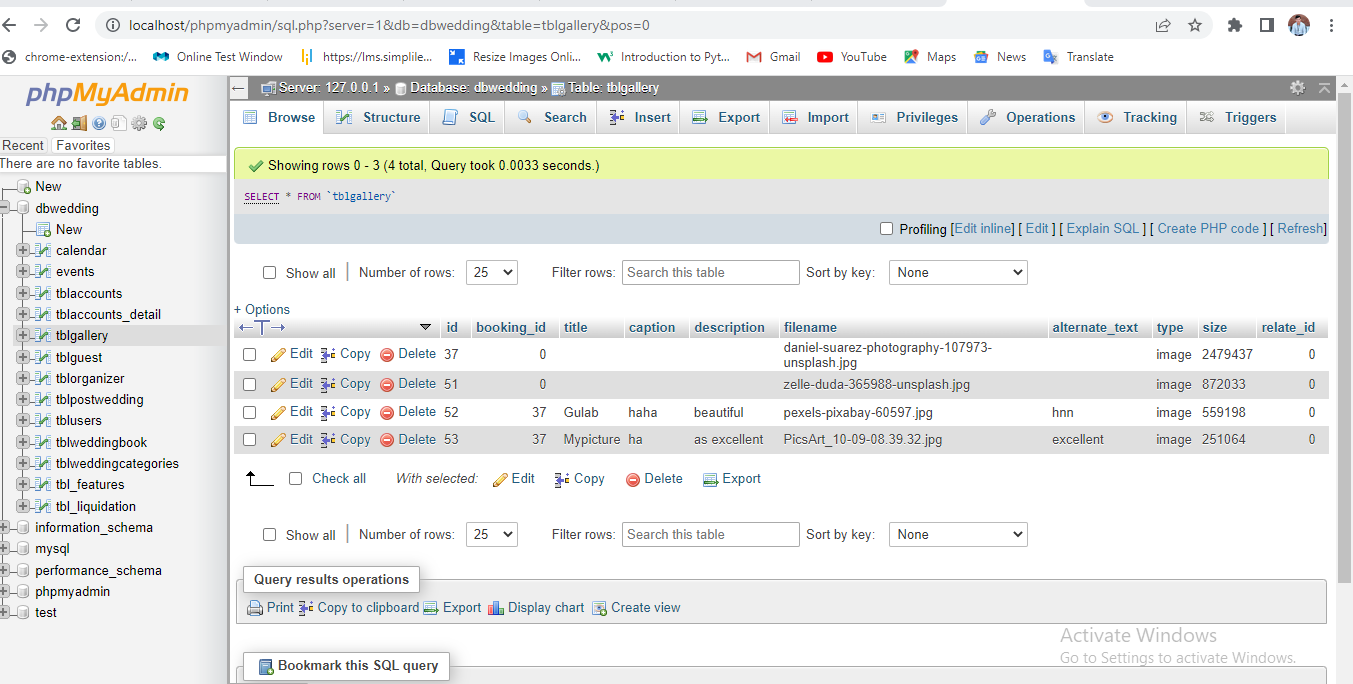 localhost/phpmyadmin/sql.php?server=1&db=dbwedding&table=tblgallery&pos=0
chrome-extension:/... Online Test Window https://lms.simplile... Resize Images Onli... Introduction to Pyt... Gmail YouTube Maps News Translate
phpMyAdmin
Recent Favorites
There are no favorite tables.
New
dbwedding
New
calendar
events
tblaccounts
tblaccounts_detail
tblgallery
tblguest
tblorganizer
tblpostwedding
tblusers
tblweddingbook
tblweddingcategories
tbl_features
tbl_liquidation
information_schema
mysql
performance_schema
phpmyadmin
test
Server: 127.0.0.1 » Database: dbwedding » Table: tblgallery
Browse Structure SQL Search Insert Export Import Privileges Operations Tracking Triggers
Showing rows 0 - 3 (4 total, Query took 0.0033 seconds.)
SELECT * FROM `tblgallery`
Profiling [Edit inline] [ Edit ] [ Explain SQL ] [ Create PHP code ] [ Refresh]
Show all | Number of rows: 25 Filter rows: Search this table Sort by key: None
+ Options
←T→ id booking_id title caption description filename alternate_text type size relate_id
Edit Copy Delete 37 0 daniel-suarez-photography-107973-
unsplash.jpg image 2479437 0
Edit Copy Delete 51 0 zelle-duda-365988-unsplash.jpg image 872033 0
Edit Copy Delete 52 37 Gulab haha beautiful pexels-pixabay-60597.jpg hnn image 559198 0
Edit Copy Delete 53 37 Mypicture ha as excellent PicsArt_10-09-08.39.32.jpg excellent image 251064 0
Check all With selected: Edit Copy Delete Export
Show all | Number of rows: 25 Filter rows: Search this table Sort by key: None
Query results operations
Print Copy to clipboard Export Display chart Create view
Bookmark this SQL query
Activate Windows
Go to Settings to activate Windows.